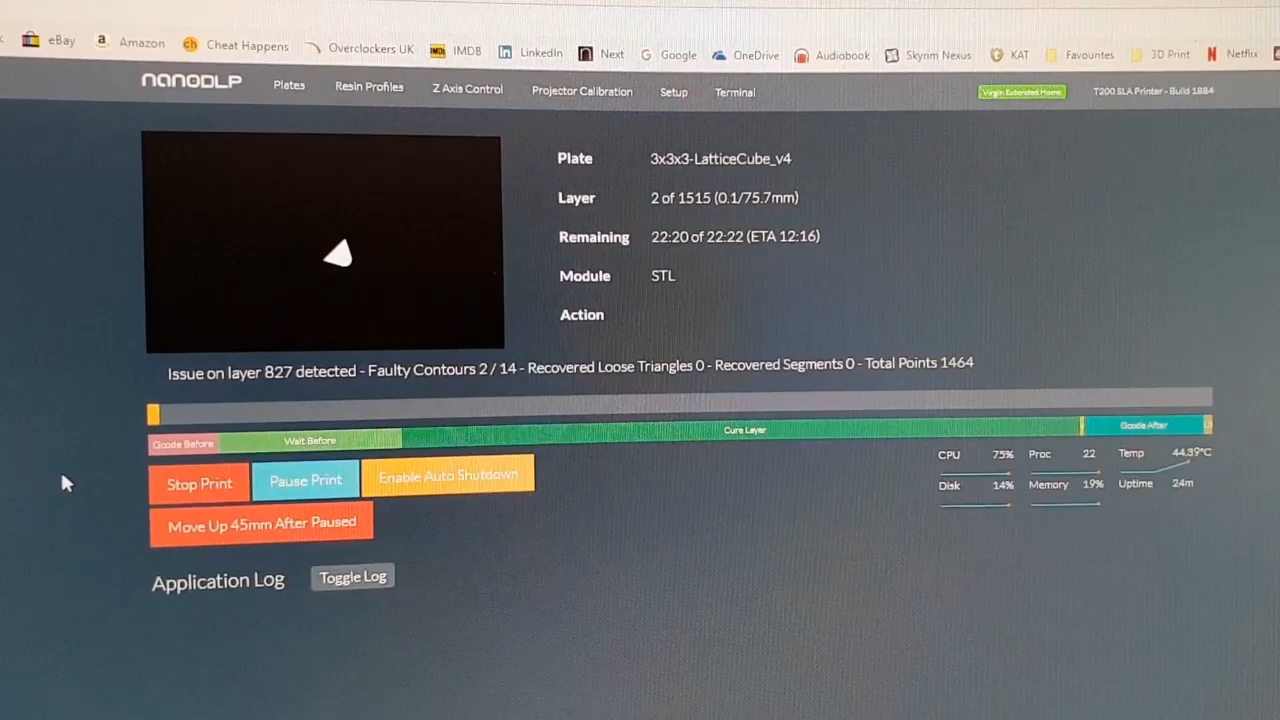 eBay Amazon Cheat Happens Overclockers UK IMDB LinkedIn Next Google OneDrive Audiobook Skyrim Nexus KAT Favourites 3D Print Netflix
nanoDLP Plates Resin Profiles Z Axis Control Projector Calibration Setup Terminal Virgin Extended Home T200 SLA Printer - Build 1884
Plate 3x3x3-LatticeCube_v4
Layer 2 of 1515 (0.1/75.7mm)
Remaining 22:20 of 22:22 (ETA 12:16)
Module STL
Action
Issue on layer 827 detected - Faulty Contours 2 / 14 - Recovered Loose Triangles 0 - Recovered Segments 0 - Total Points 1464
Gcode Before Wait Before Cure Layer Gcode After
CPU 75% Proc 22 Temp 44.39°C
Stop Print Pause Print Enable Auto Shutdown
Disk 14% Memory 19% Uptime 24m
Move Up 45mm After Paused
Application Log Toggle Log